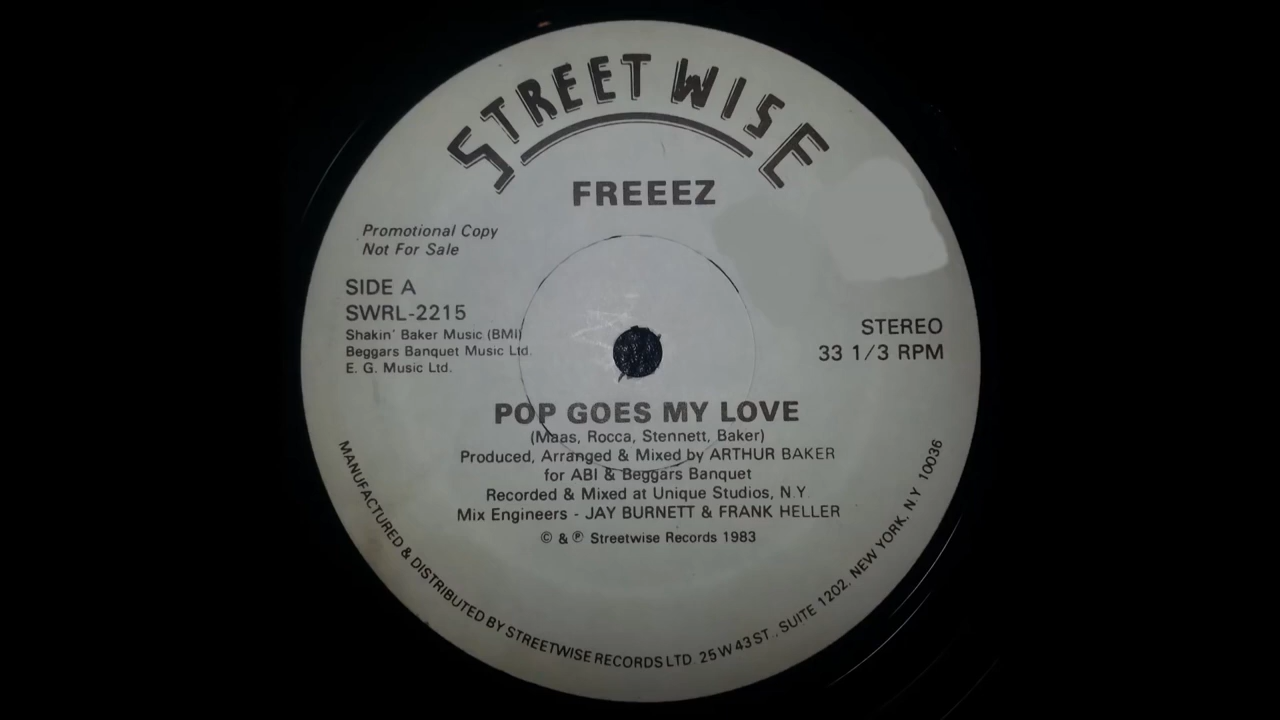 STREETWISE
FREEEZ
Promotional Copy
Not For Sale
SIDE A
SWRL-2215
Shakin' Baker Music (BMI)
Beggars Banquet Music Ltd.
E. G. Music Ltd.
STEREO
33 1/3 RPM
POP GOES MY LOVE
(Maas, Rocca, Stennett, Baker)
Produced, Arranged & Mixed by ARTHUR BAKER
for ABI & Beggars Banquet
Recorded & Mixed at Unique Studios, N.Y.
Mix Engineers - JAY BURNETT & FRANK HELLER
© & ℗ Streetwise Records 1983
MANUFACTURED & DISTRIBUTED BY STREETWISE RECORDS LTD. 25 W 43 ST., SUITE 1202, NEW YORK, N.Y. 10036